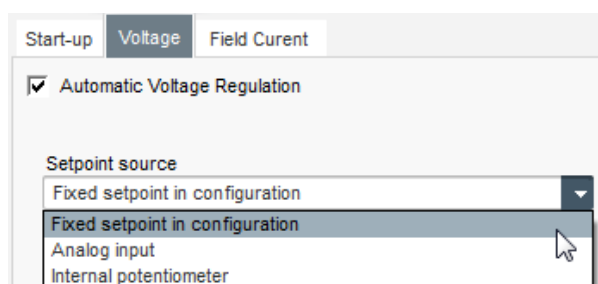 Start-up Voltage Field Curent
Automatic Voltage Regulation
Setpoint source
Fixed setpoint in configuration
Fixed setpoint in configuration
Analog input
Internal potentiometer